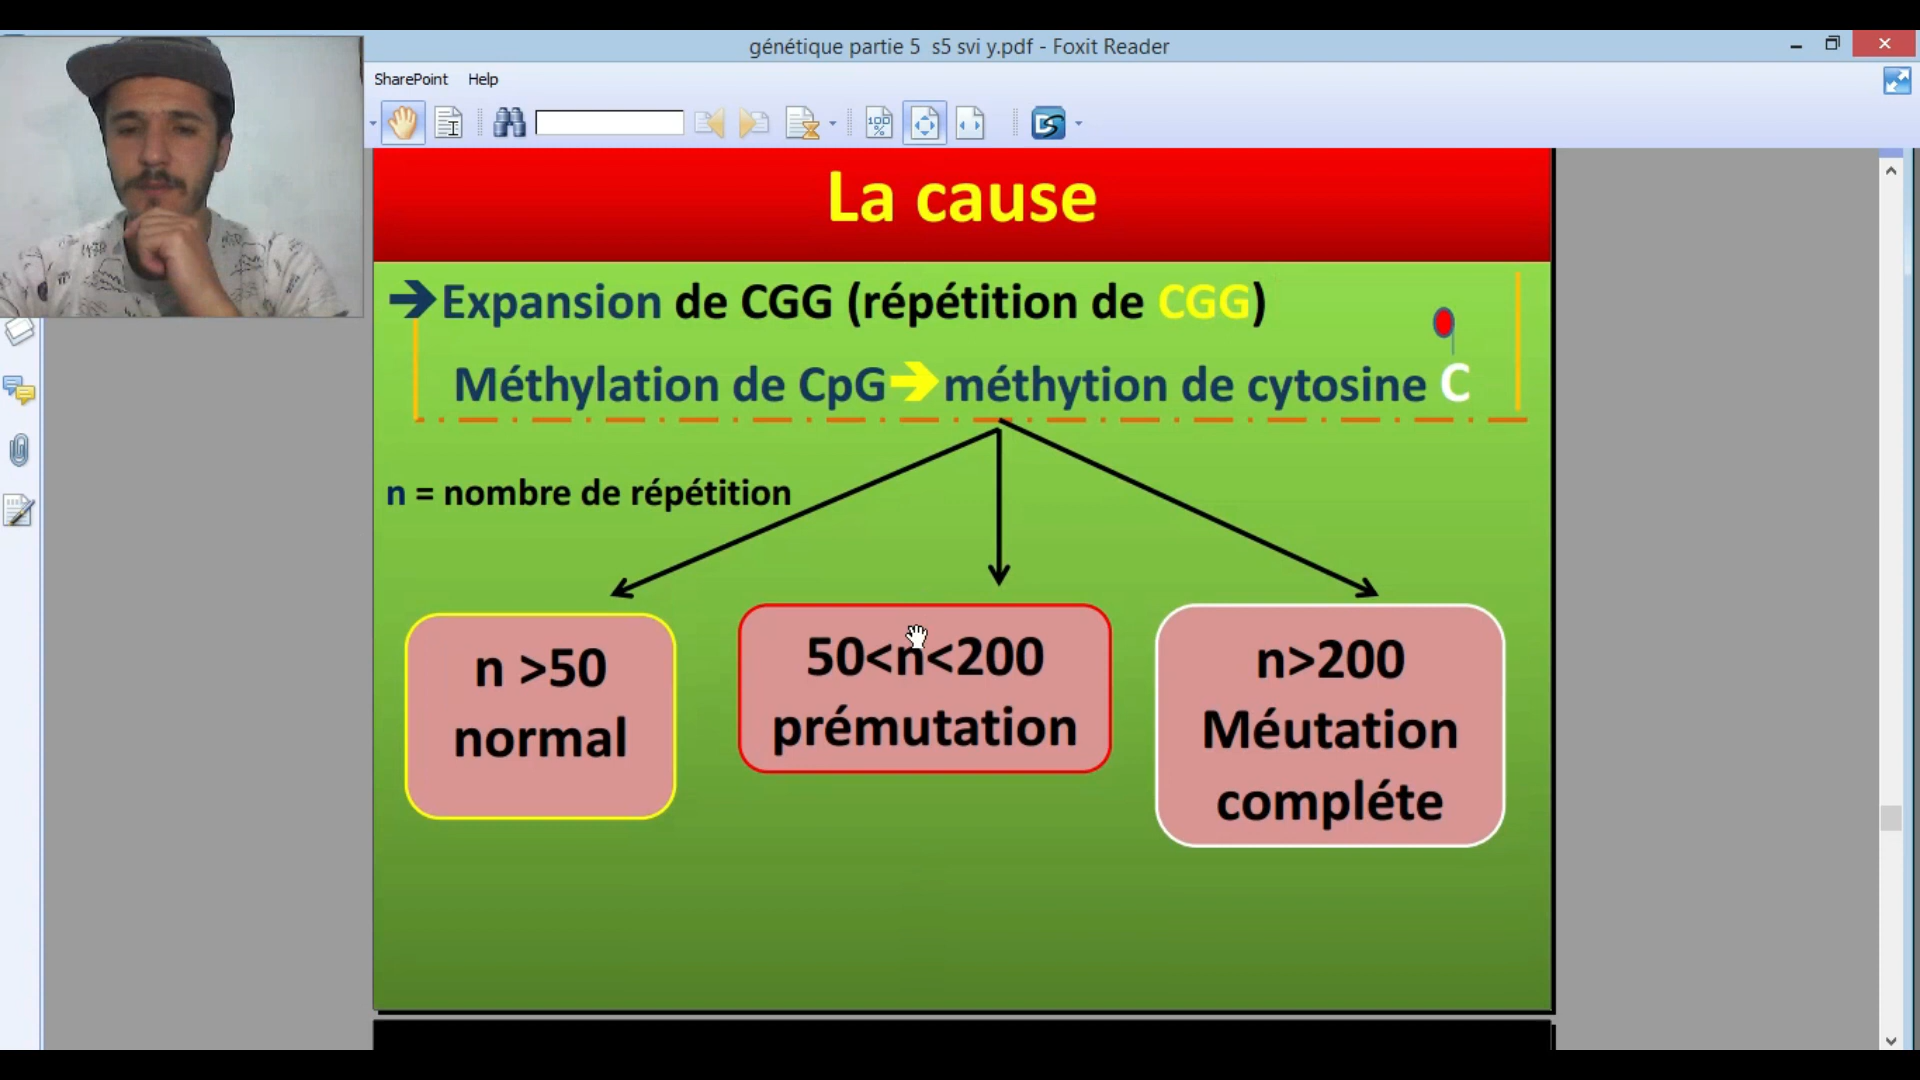 génétique partie 5 s5 svi y.pdf - Foxit Reader
SharePoint Help
100 %
La cause
➔Expansion de CGG (répétition de CGG)
Méthylation de CpG➔méthytion de cytosine C
n = nombre de répétition
n >50
normal
50<n<200
prémutation
n>200
Méutation
compléte